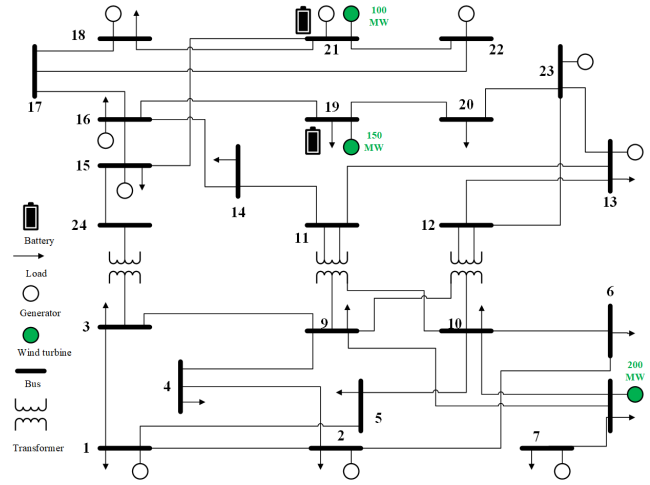 18
21
100
MW
22
23
17
16
19
150
MW
20
15
14
13
24
11
12
Battery
Load
Generator
Wind turbine
Bus
Transformer
3
9
10
6
4
5
200
MW
1
2
7